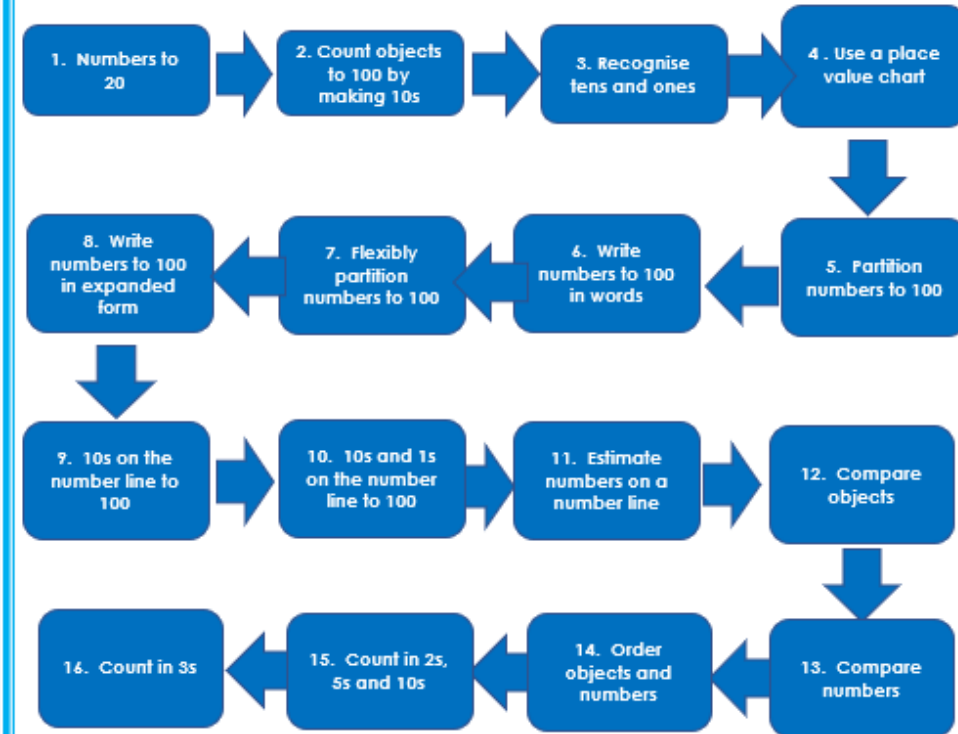 1. Numbers to
20
2. Count objects
to 100 by
making 10s
3. Recognise
tens and ones
4 . Use a place
value chart
5. Partition
numbers to 100
6. Write
numbers to 100
in words
7. Flexibly
partition
numbers to 100
8. Write
numbers to 100
in expanded
form
9. 10s on the
number line to
100
10. 10s and 1s
on the number
line to 100
11. Estimate
numbers on a
number line
12. Compare
objects
13. Compare
numbers
14. Order
objects and
numbers
15. Count in 2s,
5s and 10s
16. Count in 3s